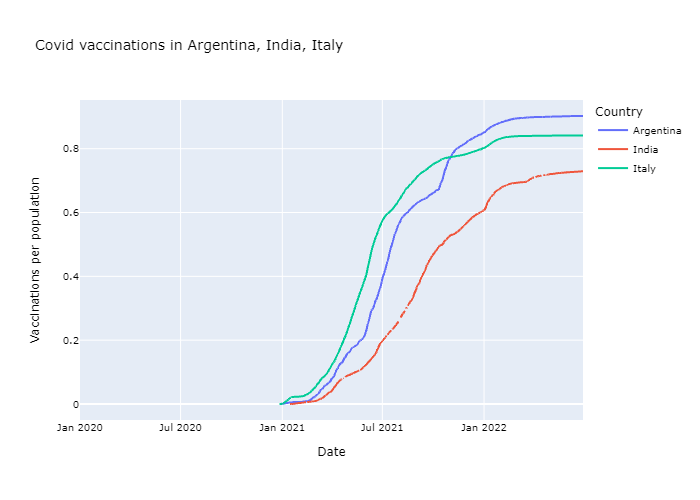 Covid vaccinations in Argentina, India, Italy
Country
Argentina
India
Italy
Vaccinations per population
0.8
0.6
0.4
0.2
0
Jan 2020
Jul 2020
Jan 2021
Jul 2021
Jan 2022
Date